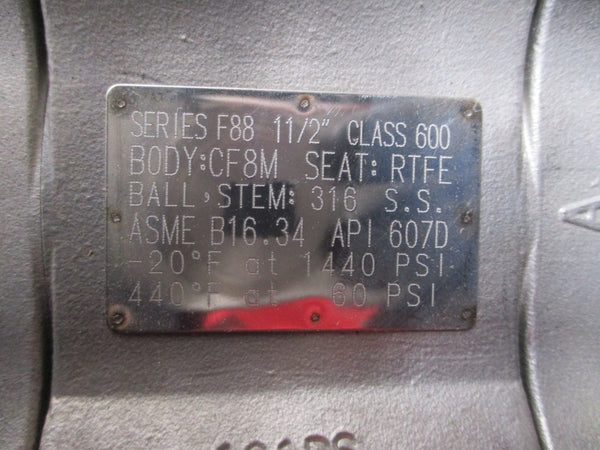 SERIES F88 11/2" CLASS 600
BODY:CF8M SEAT: RTFE
BALL, STEM: 316 S.S.
ASME B16.34 API 607D
-20°F at 1440 PSI
440°F at 60 PSI